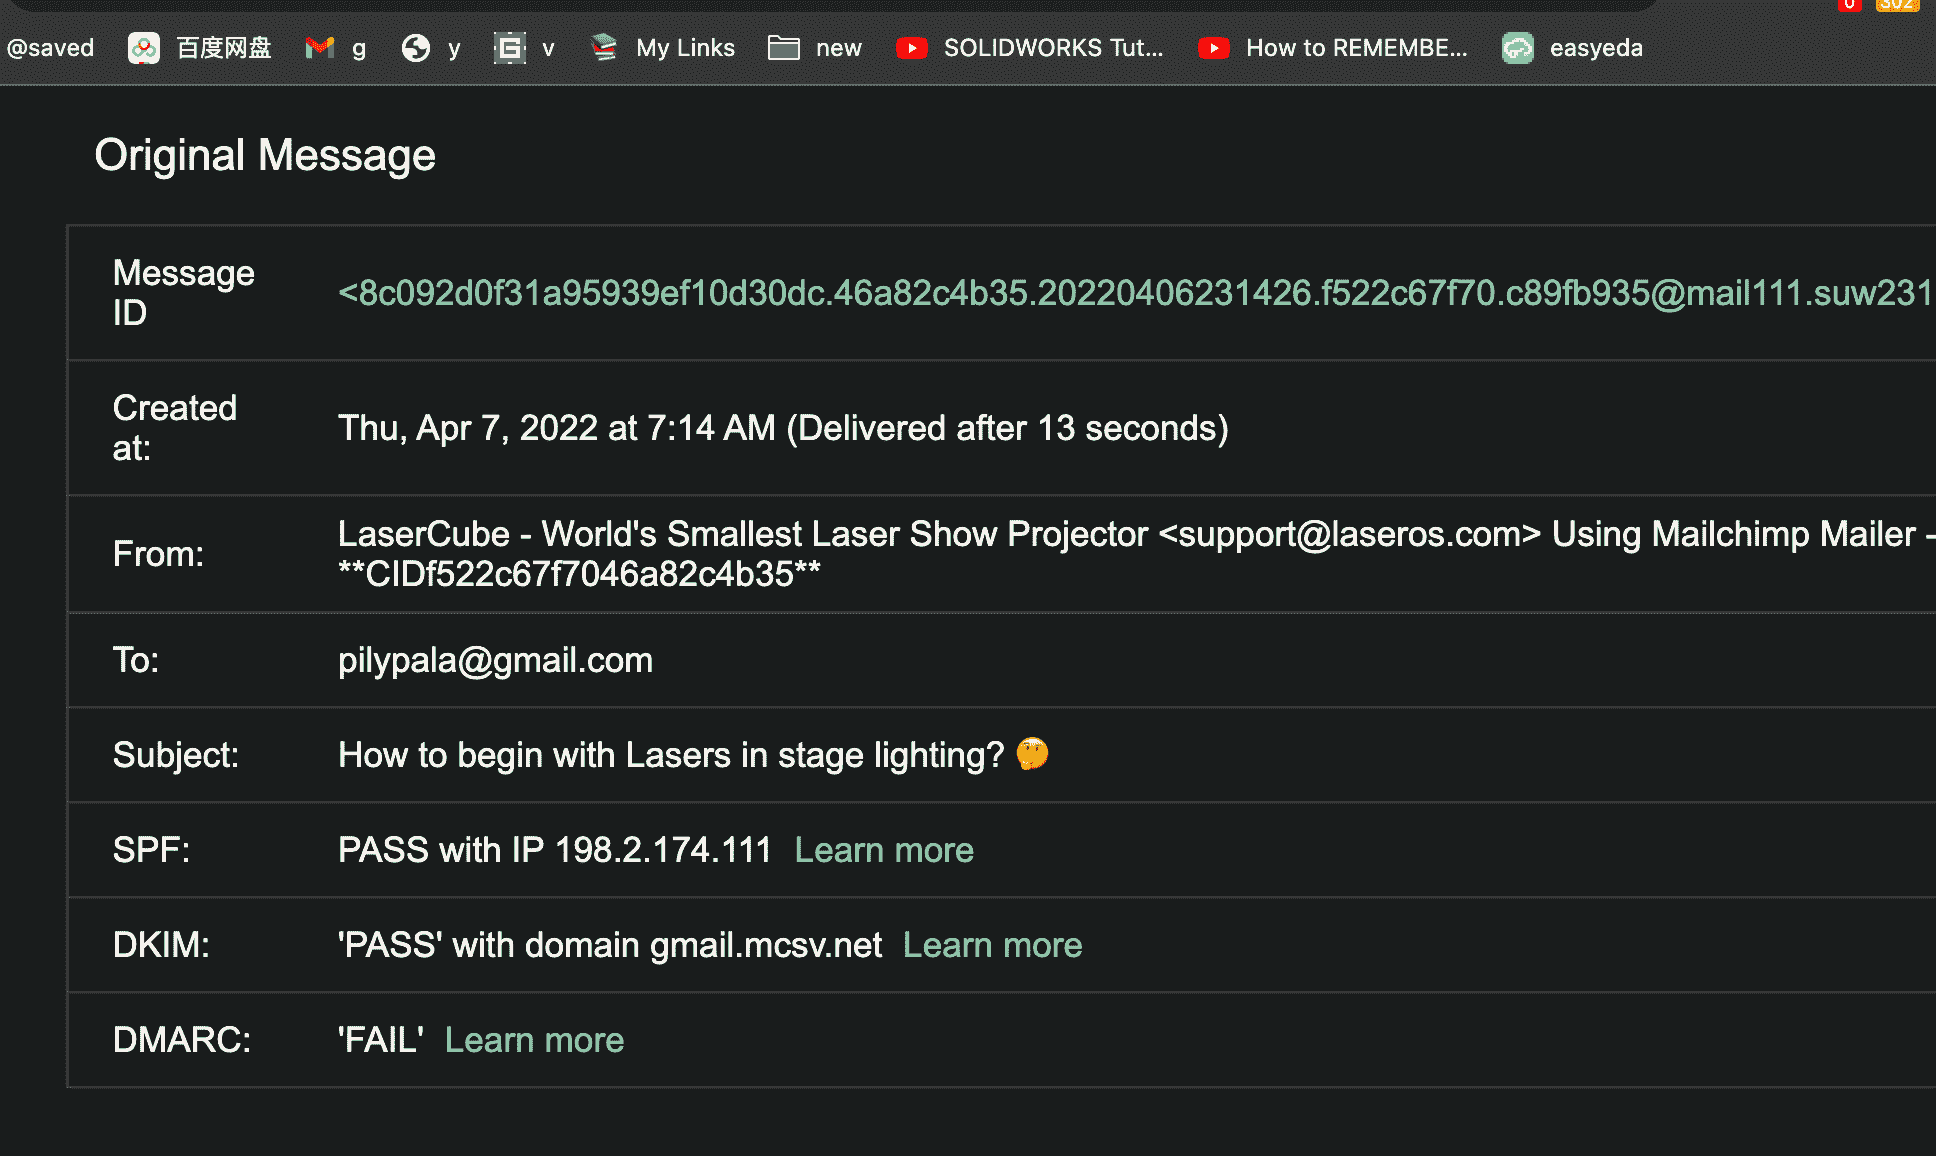 0 302
@saved 百度网盘 g y G v My Links new SOLIDWORKS Tut... How to REMEMBE... easyeda
Original Message
Message ID
<8c092d0f31a95939ef10d30dc.46a82c4b35.20220406231426.f522c67f70.c89fb935@mail111.suw231
Created at:
Thu, Apr 7, 2022 at 7:14 AM (Delivered after 13 seconds)
From:
LaserCube - World's Smallest Laser Show Projector <support@laseros.com> Using Mailchimp Mailer -
**CIDf522c67f7046a82c4b35**
To: pilypala@gmail.com
Subject: How to begin with Lasers in stage lighting? 🤔
SPF: PASS with IP 198.2.174.111 Learn more
DKIM: 'PASS' with domain gmail.mcsv.net Learn more
DMARC: 'FAIL' Learn more